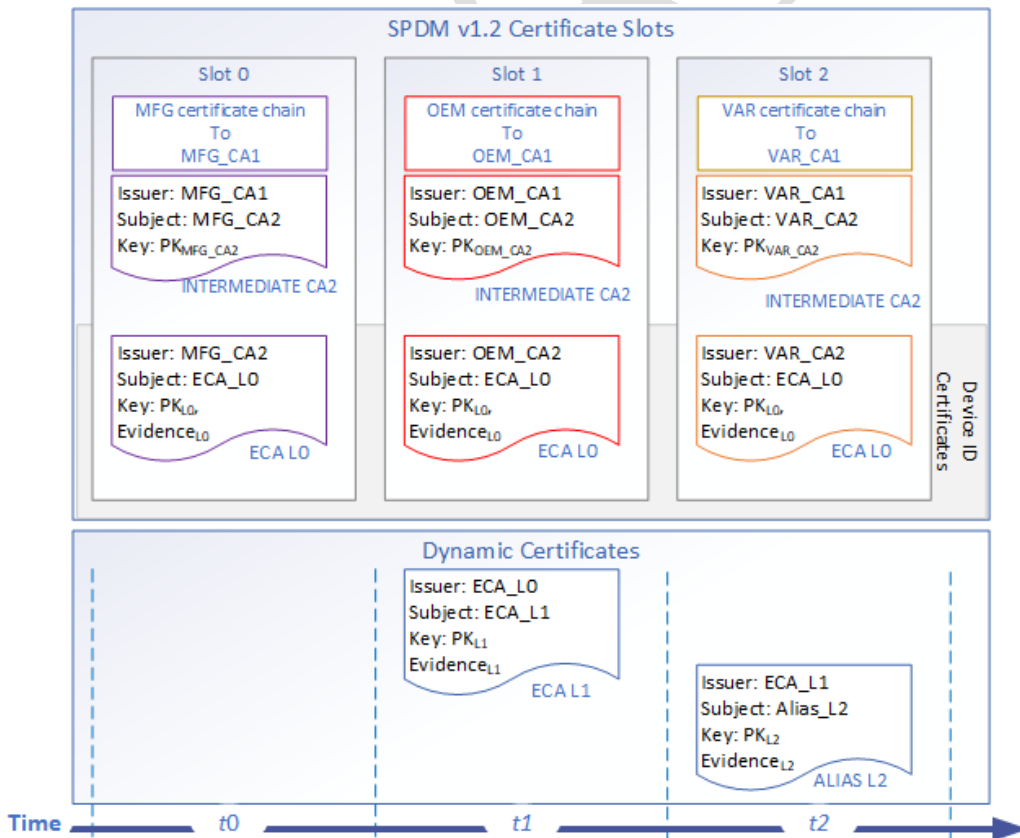 SPDM v1.2 Certificate Slots
Slot 0
MFG certificate chain
To
MFG_CA1
Issuer: MFG_CA1
Subject: MFG_CA2
Key: PKMFG_CA2
INTERMEDIATE CA2
Issuer: MFG_CA2
Subject: ECA_L0
Key: PKL0,
EvidenceL0
ECA L0
Slot 1
OEM certificate chain
To
OEM_CA1
Issuer: OEM_CA1
Subject: OEM_CA2
Key: PKOEM_CA2
INTERMEDIATE CA2
Issuer: OEM_CA2
Subject: ECA_L0
Key: PKL0,
EvidenceL0
ECA L0
Slot 2
VAR certificate chain
To
VAR_CA1
Issuer: VAR_CA1
Subject: VAR_CA2
Key: PKVAR_CA2
INTERMEDIATE CA2
Issuer: VAR_CA2
Subject: ECA_L0
Key: PKL0,
EvidenceL0
ECA L0
Device ID
Certificates
Dynamic Certificates
Issuer: ECA_L0
Subject: ECA_L1
Key: PKL1
EvidenceL1
ECA L1
Issuer: ECA_L1
Subject: Alias_L2
Key: PKL2
EvidenceL2
ALIAS L2
Time t0 t1 t2